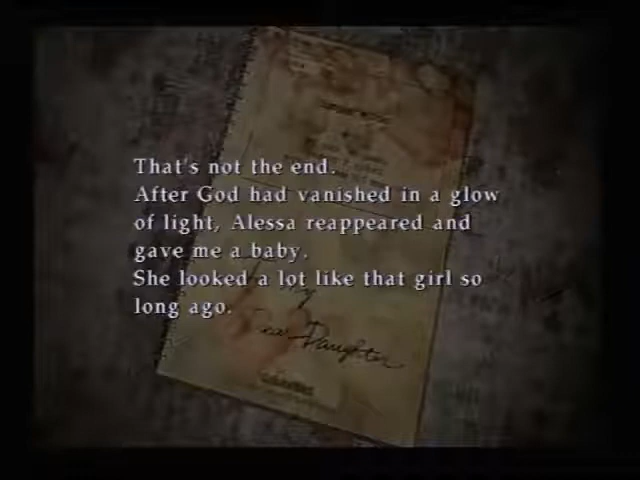 That's not the end.
After God had vanished in a glow
of light, Alessa reappeared and
gave me a baby.
She looked a lot like that girl so
long ago.
Daughter